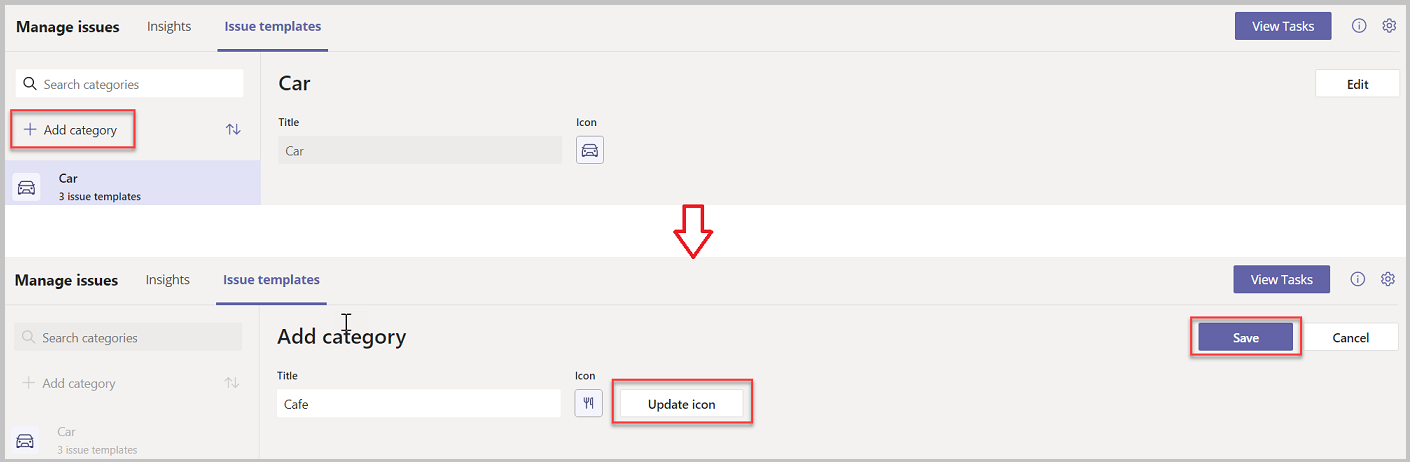 Manage issues Insights Issue templates View Tasks
Search categories
Car
Edit
+ Add category
Title Icon
Car
Car
3 issue templates
Manage issues Insights Issue templates View Tasks
Search categories
Add category
Save Cancel
+ Add category
Title Icon
Cafe Update icon
Car
3 issue templates